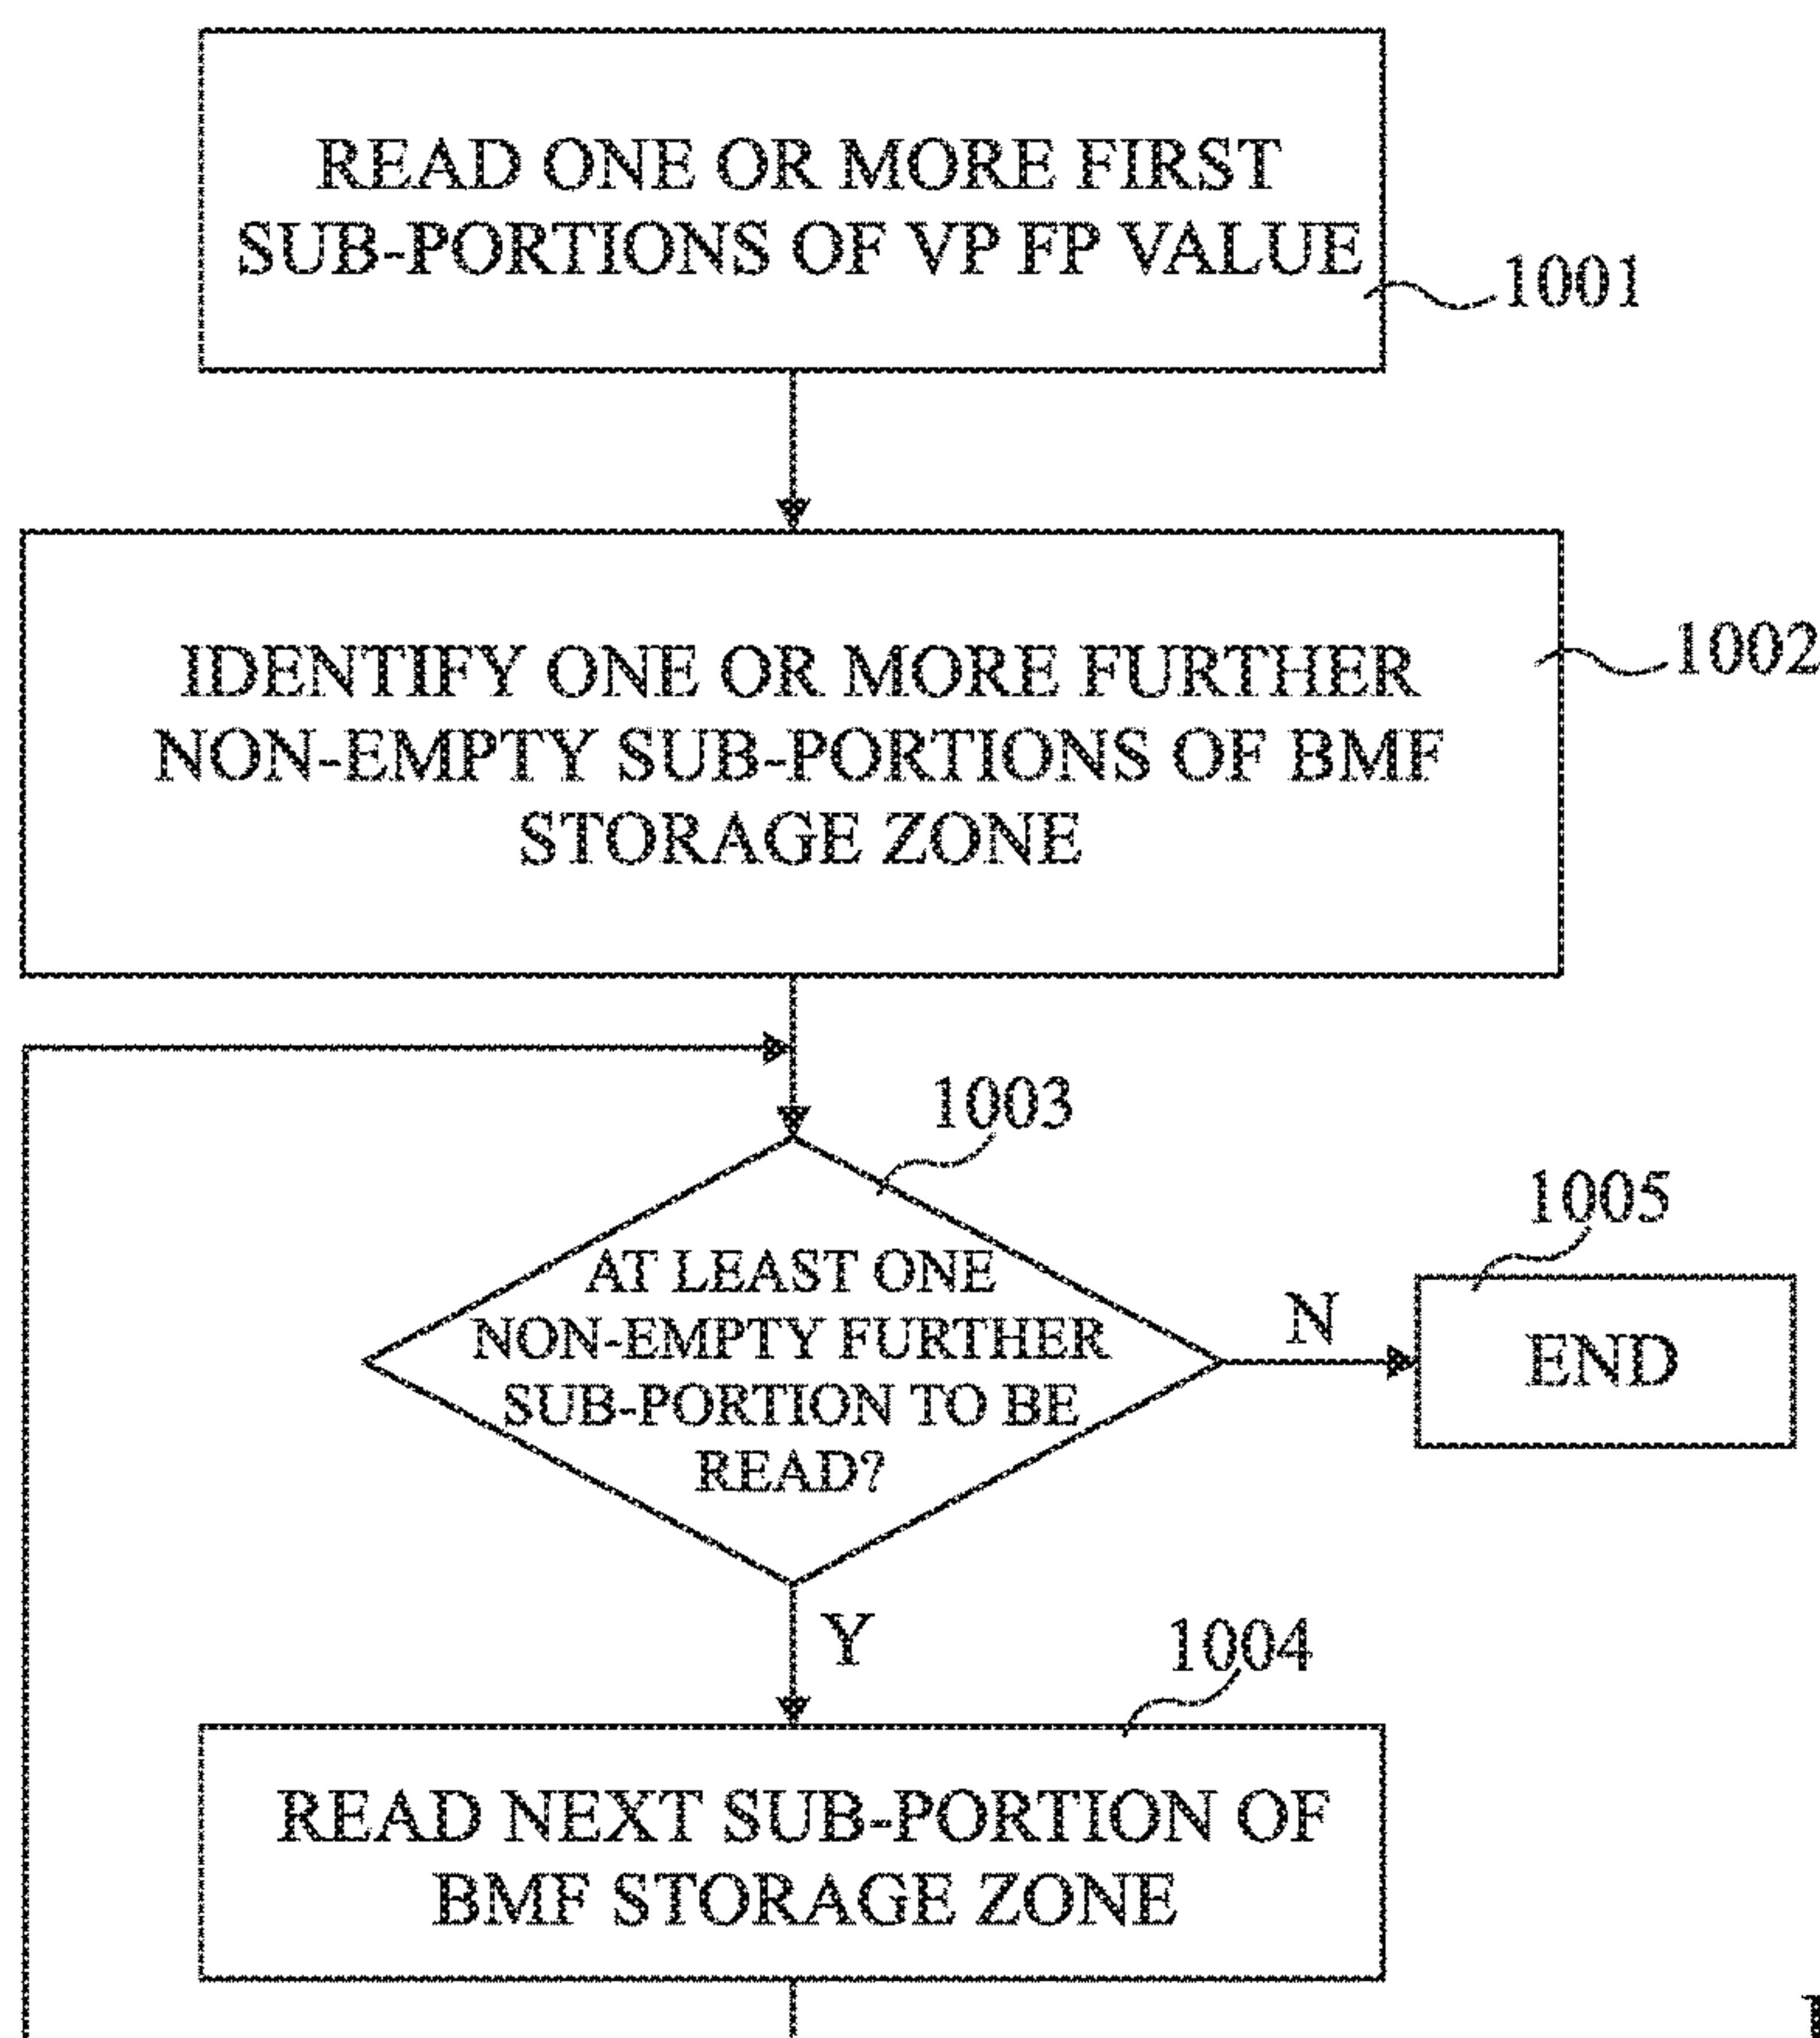 READ ONE OR MORE FIRST
SUB-PORTIONS OF VP FP VALUE
1001
IDENTIFY ONE OR MORE FURTHER
NON-EMPTY SUB-PORTIONS OF BMF
STORAGE ZONE
1002
1003
AT LEAST ONE
NON-EMPTY FURTHER
SUB-PORTION TO BE
READ?
N
1005
END
Y
1004
READ NEXT SUB-PORTION OF
BMF STORAGE ZONE